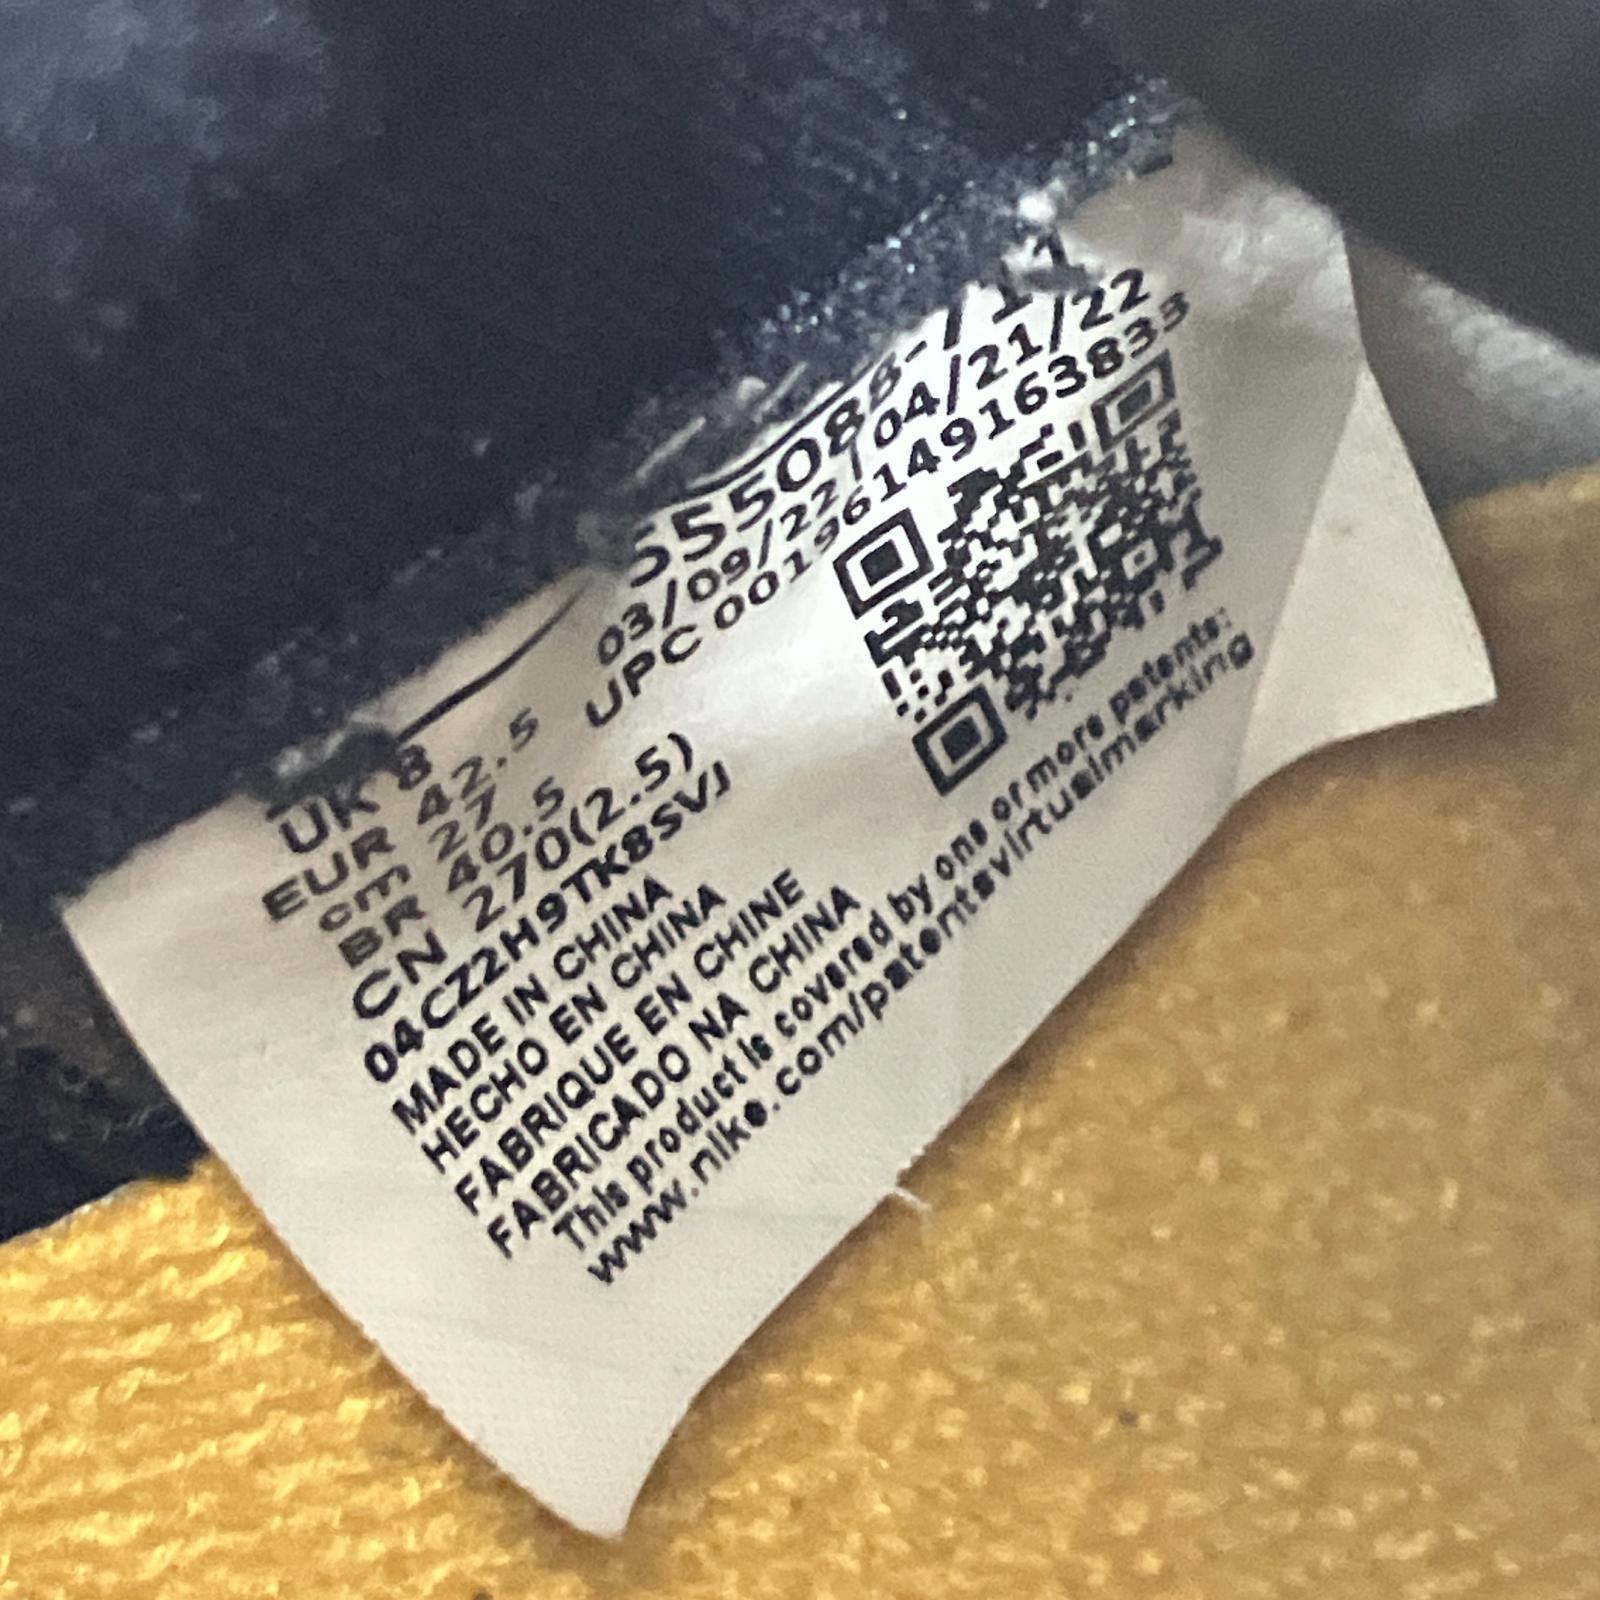 UK 8
EUR 42.5
cm 27
BR 40.5
CN 270(2.5)
04CZ2H9TK8SVJ
555088-711
03/09/22 04/21/22
UPC 00196149163833
MADE IN CHINA
HECHO EN CHINA
FABRIQUE EN CHINE
FABRICADO NA CHINA
This product is covered by one or more patents:
www.nike.com/patentsvirtualmarking